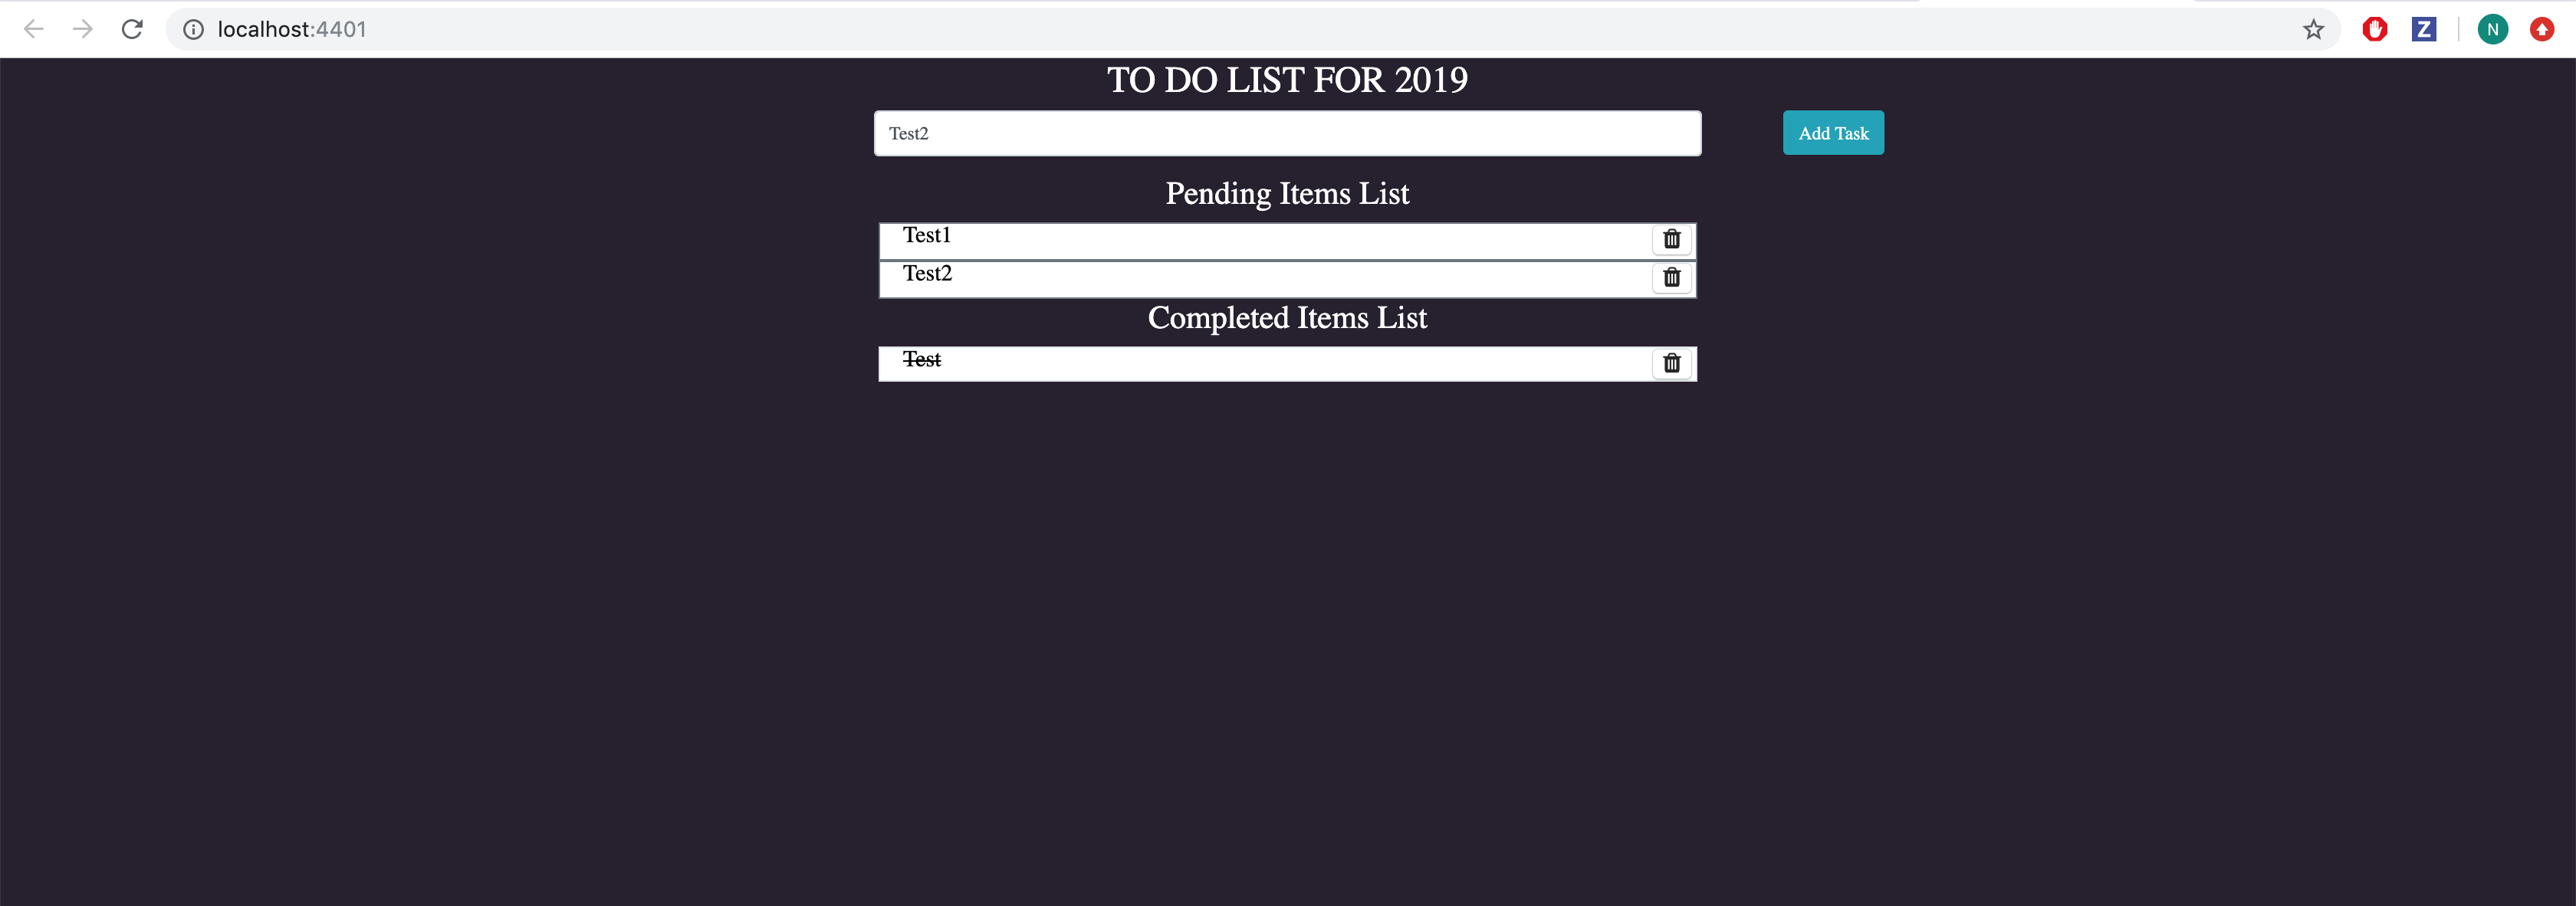 localhost:4401
Z
N
TO DO LIST FOR 2019
Test2
Add Task
Pending Items List
Test1
Test2
Completed Items List
Test